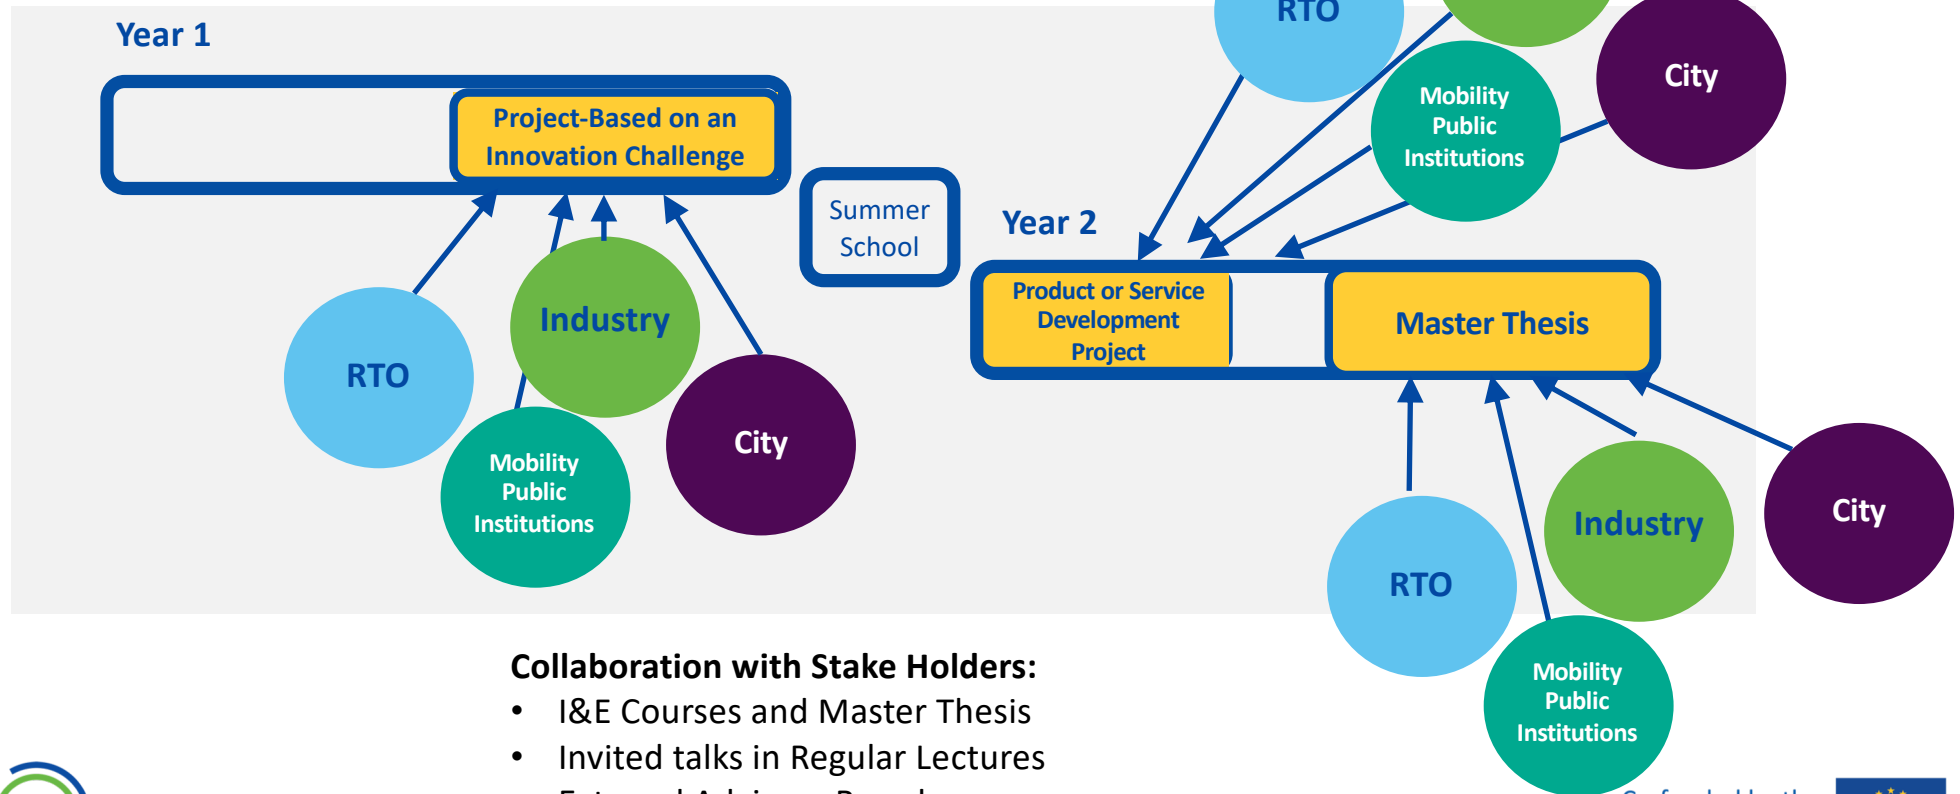 Year 1
Project-Based on an
Innovation Challenge
RTO
Industry
Mobility
Public
Institutions
City
Summer
School
RTO
Mobility
Public
Institutions
City
Year 2
Product or Service
Development
Project
Master Thesis
RTO
Industry
Mobility
Public
Institutions
City
Collaboration with Stake Holders:
• I&E Courses and Master Thesis
• Invited talks in Regular Lectures